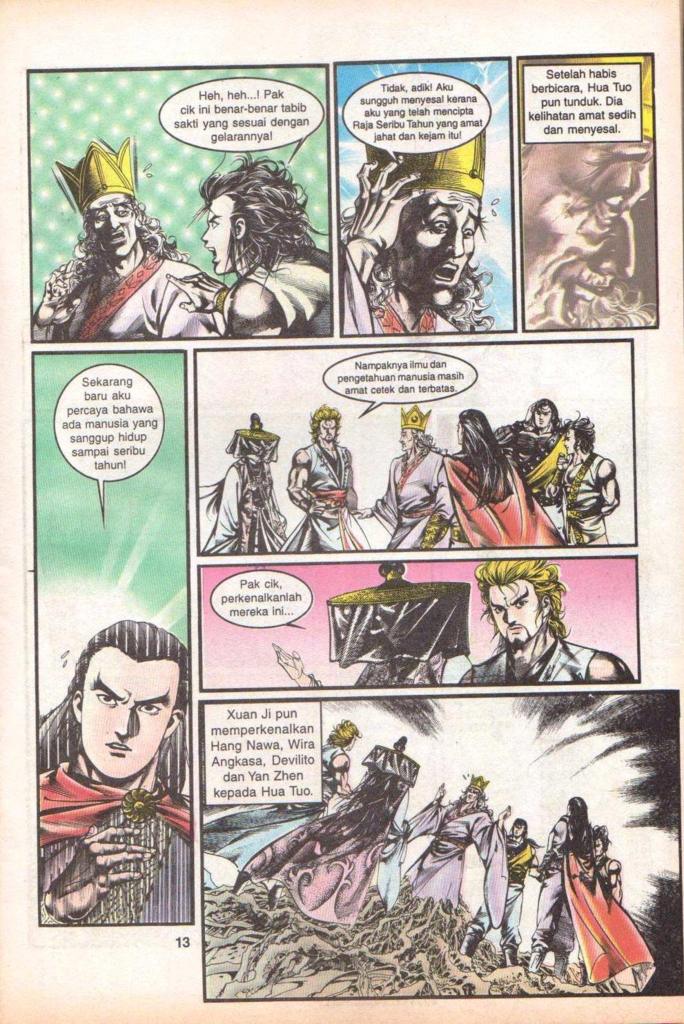 Heh, heh...! Pak
cik ini benar-benar tabib
sakti yang sesuai dengan
gelarannya!
Tidak, adik! Aku
sungguh menyesal kerana
aku yang telah mencipta
Raja Seribu Tahun yang amat
jahat dan kejam itu!
Setelah habis
berbicara, Hua Tuo
pun tunduk. Dia
kelihatan amat sedih
dan menyesal.
Sekarang
baru aku
percaya bahawa
ada manusia yang
sanggup hidup
sampai seribu
tahun!
Nampaknya ilmu dan
pengetahuan manusia masih
amat cetek dan terbatas.
Pak cik,
perkenalkanlah
mereka ini...
Xuan Ji pun
memperkenalkan
Hang Nawa, Wira
Angkasa, Devilito
dan Yan Zhen
kepada Hua Tuo.
13